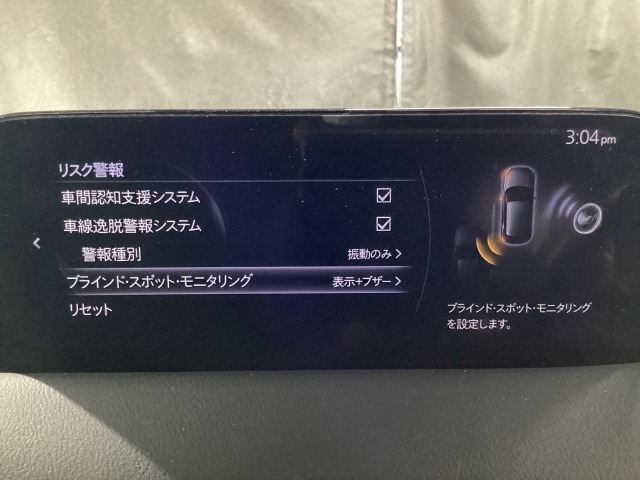 3:04pm
リスク警報
車間認知支援システム
車線逸脱警報システム
警報種別 振動のみ
ブラインド・スポット・モニタリング 表示+ブザー
リセット
ブラインド・スポット・モニタリング
を設定します。